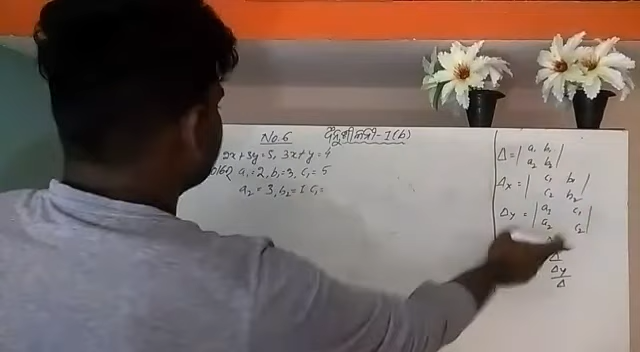 No. 6
2x+3y=5, 3x+y=4
a₁=2, b₁=3, c₁=5
a₂=3, b₂=1 c₁=
Δ = | a₁ b₁
a₂ b₂ |
Δx = | c₁ b₁
c₂ b₂ |
Δy = | a₁ c₁
a₂ c₂ |
Δ
Δy
Δ